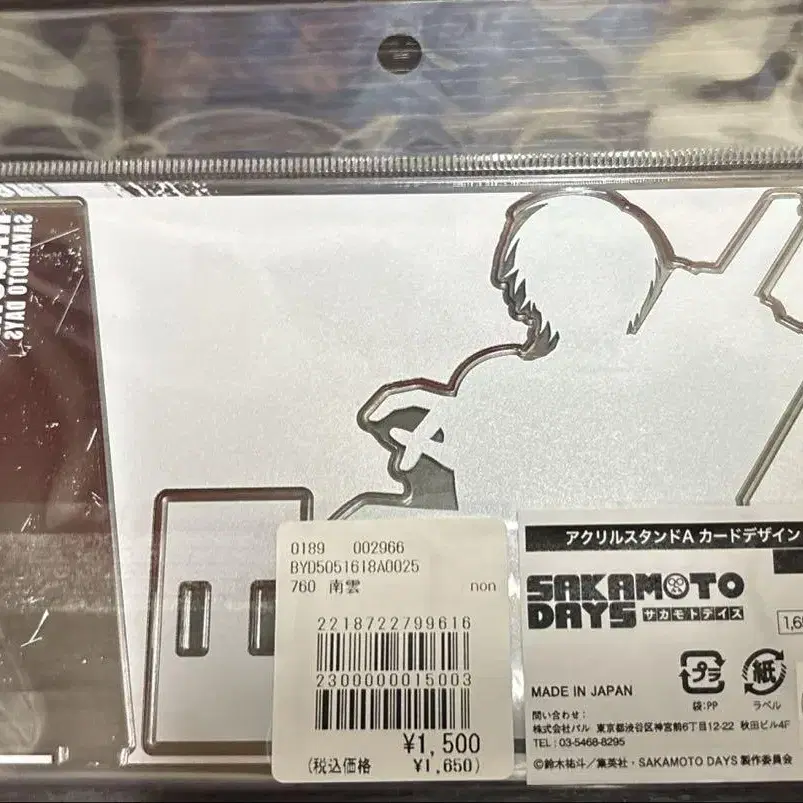 SAKAMOTO DAYS
0189 002966
BYD5051618A0025
760 南雲 non
2218722799616
2300000015003
¥1,500
(税込価格 ¥1,650)
アクリルスタンドA カードデザイン
SAKAMOTO
DAYS サカモトデイズ
プラ 紙
袋:PP ラベル
MADE IN JAPAN
問い合わせ:
株式会社パル 東京都渋谷区神宮前6丁目12-22 秋田ビル4F
TEL:03-5468-8295
©鈴木祐斗/集英社・SAKAMOTO DAYS 製作委員会